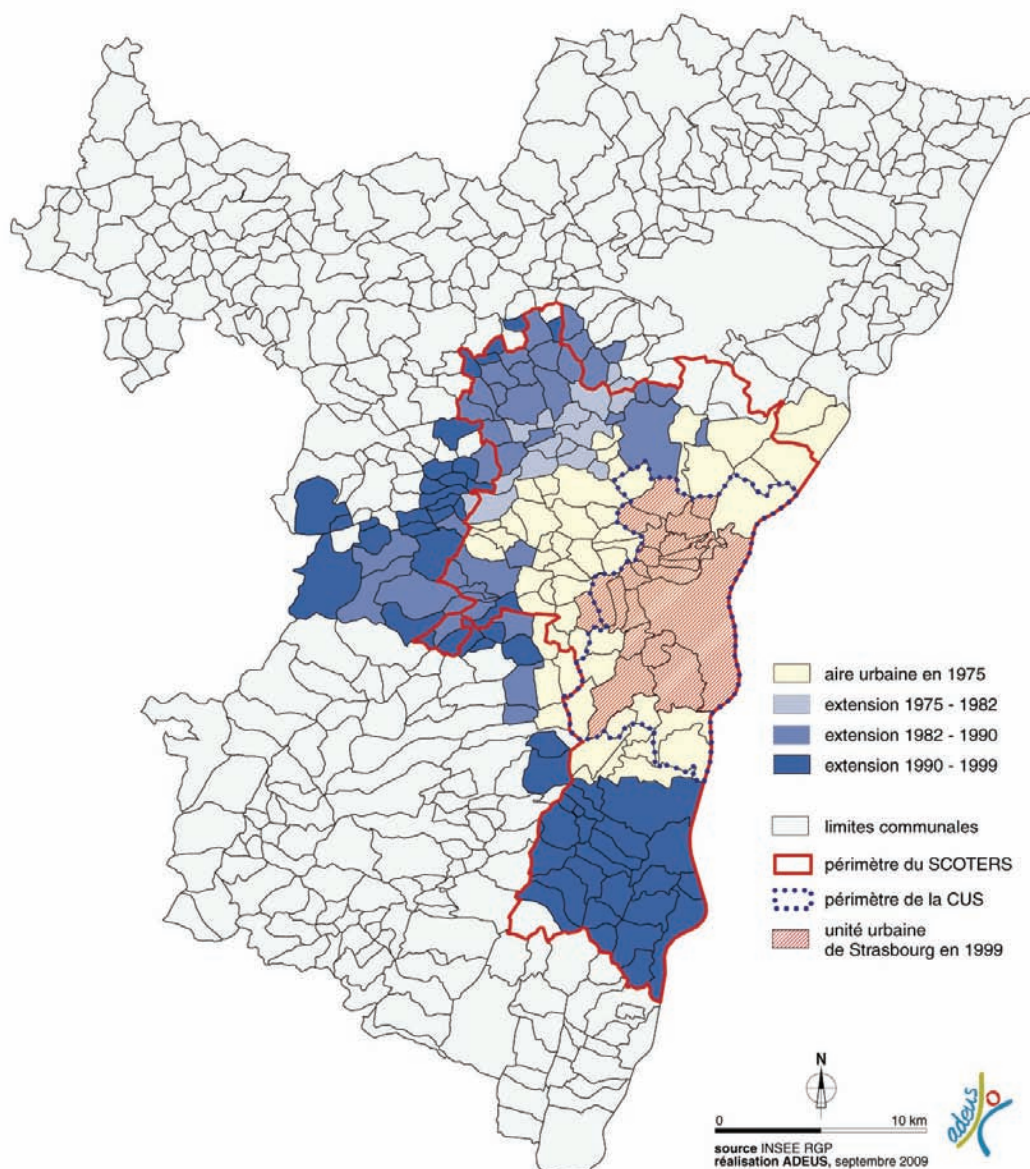 aire urbaine en 1975
extension 1975 - 1982
extension 1982 - 1990
extension 1990 - 1999
limites communales
périmètre du SCOTERS
périmètre de la CUS
unité urbaine
de Strasbourg en 1999
N
0 10 km
source INSEE RGP
réalisation ADEUS, septembre 2009
adeus